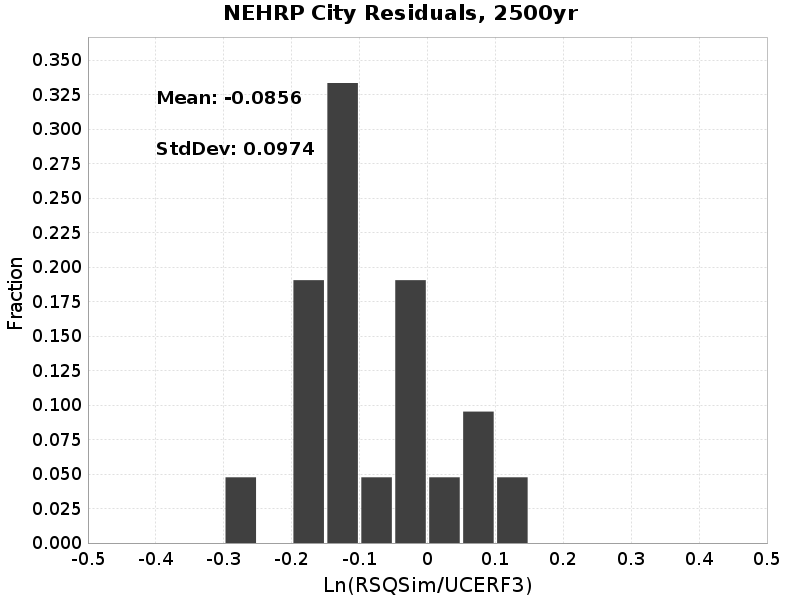 NEHRP City Residuals, 2500yr
0.350
0.325
0.300
0.275
0.250
0.225
0.200
0.175
0.150
0.125
0.100
0.075
0.050
0.025
0.000
Fraction
Mean: -0.0856
StdDev: 0.0974
-0.5 -0.4 -0.3 -0.2 -0.1 0 0.1 0.2 0.3 0.4 0.5
Ln(RSQSim/UCERF3)